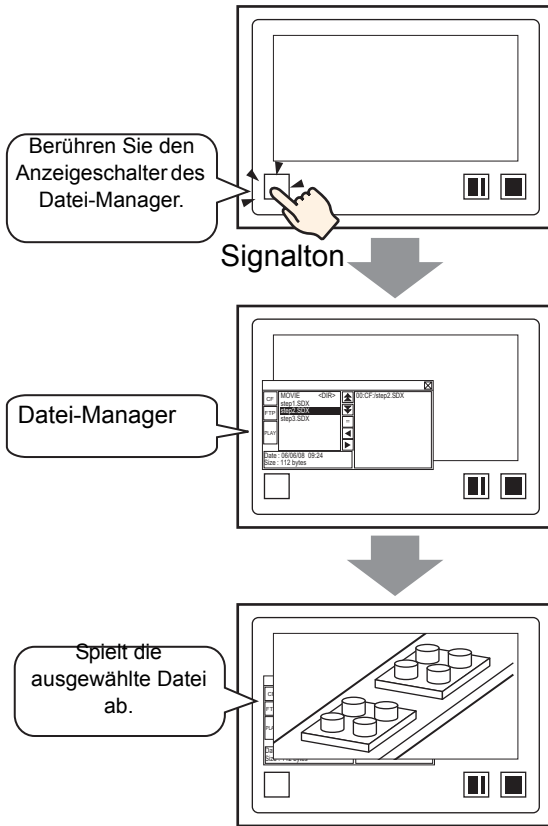 Berühren Sie den
Anzeigeschalter des
Datei-Manager.
Signalton
Datei-Manager
CF
FTP
PLAY
MOVIE <DIR>
step1.SDX
step2.SDX
step3.SDX
=
00:CF:/step2.SDX
Date : 06/06/08 09:24
Size : 112 bytes
Spielt die
ausgewählte Datei
ab.